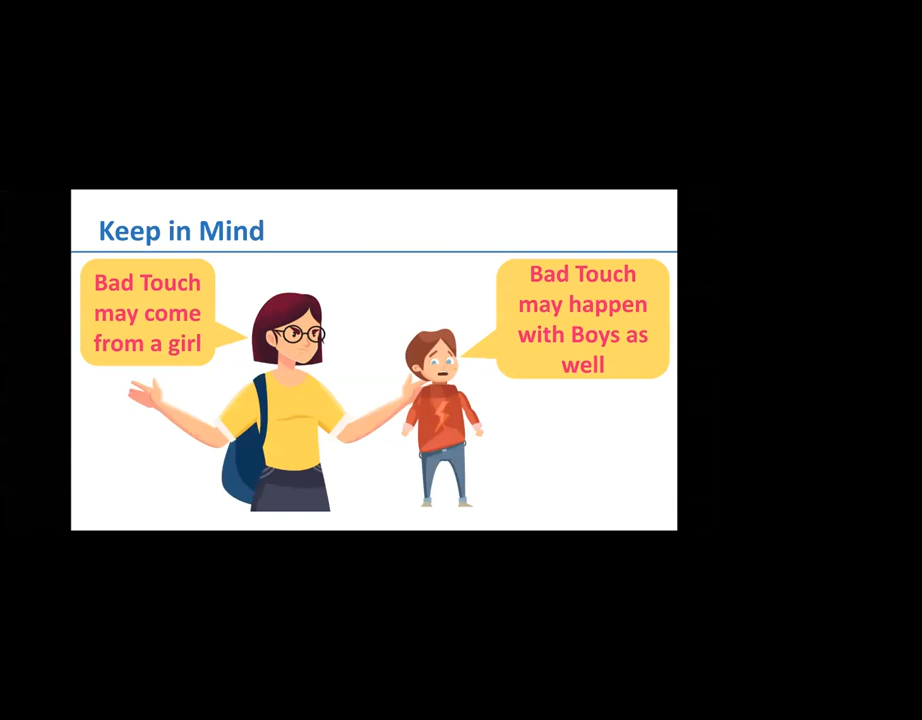 Keep in Mind
Bad Touch
may come
from a girl
Bad Touch
may happen
with Boys as
well